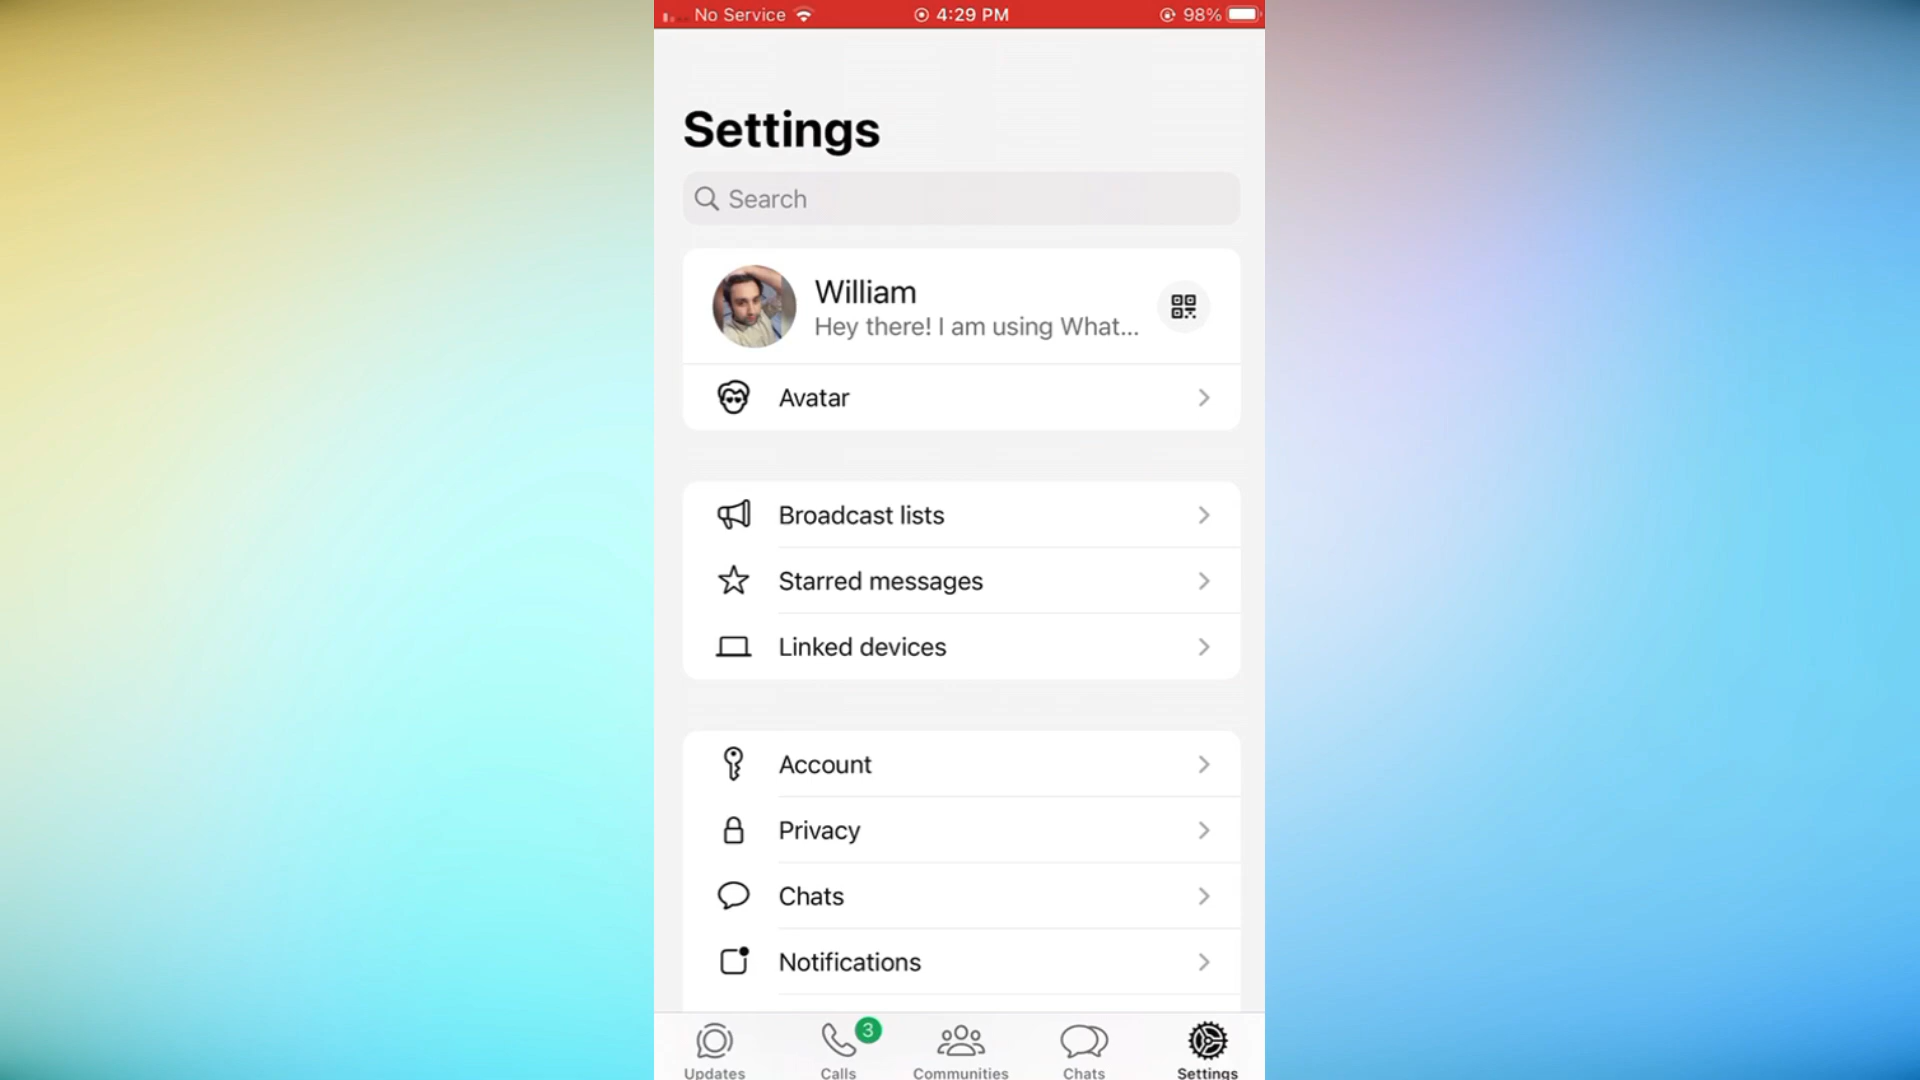 No Service 4:29 PM 98%
Settings
Search
William
Hey there! I am using What...
Avatar
Broadcast lists
Starred messages
Linked devices
Account
Privacy
Chats
Notifications
3
Updates Calls Communities Chats Settings